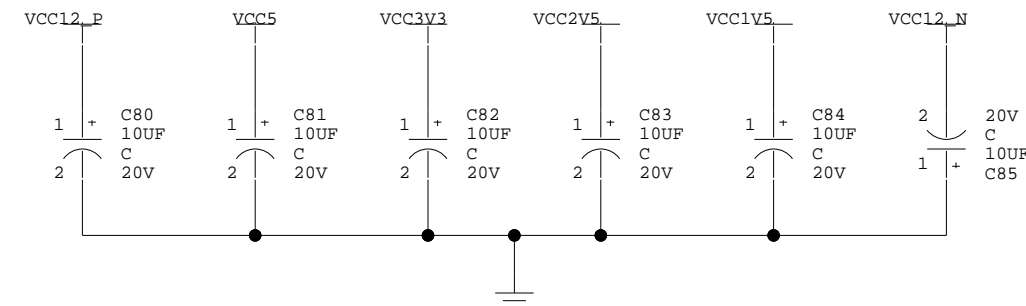 VCC12_P VCC5 VCC3V3 VCC2V5 VCC1V5 VCC12_N
1 + C80
10UF
C
2 20V
1 + C81
10UF
C
2 20V
1 + C82
10UF
C
2 20V
1 + C83
10UF
C
2 20V
1 + C84
10UF
C
2 20V
2 20V
C
10UF
1 + C85